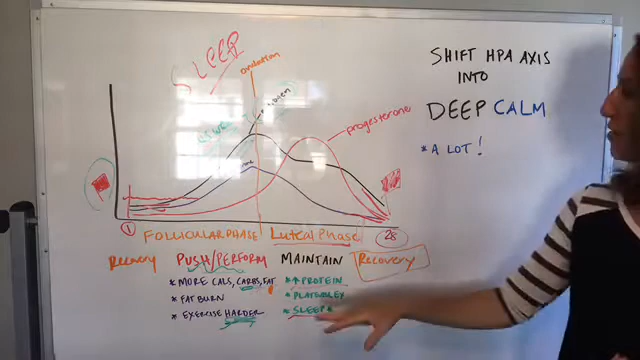 SLEEP
ovulation
progesterone
SHIFT HPA AXIS
INTO
DEEP CALM
* A LOT!
1
FOLLICULAR PHASE
Luteal Phase
28
Recovery
PUSH/PERFORM
* MORE CALS, CARBS, FAT
* FAT BURN
* EXERCISE HARDER
MAINTAIN
* ↑ PROTEIN
* SLEEP
Recovery